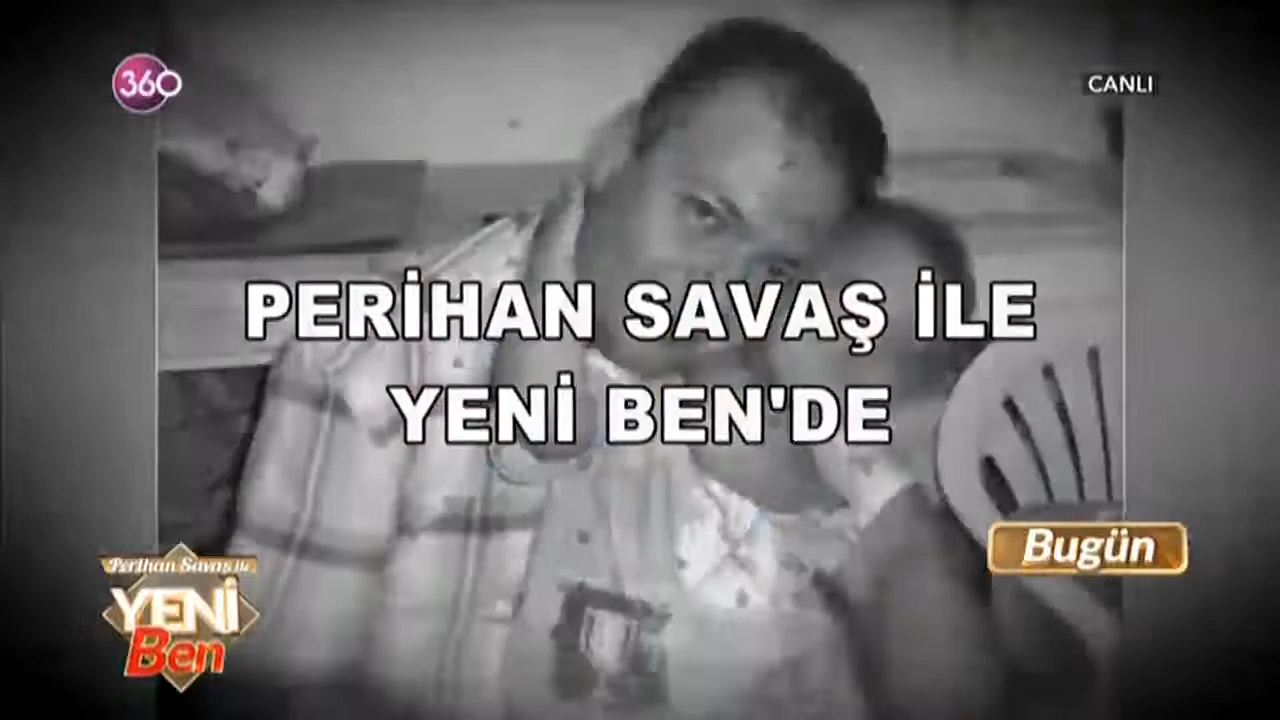 360
CANLI
PERİHAN SAVAŞ İLE
YENİ BEN'DE
Bugün
Perihan Savaş ile
YENİ
Ben